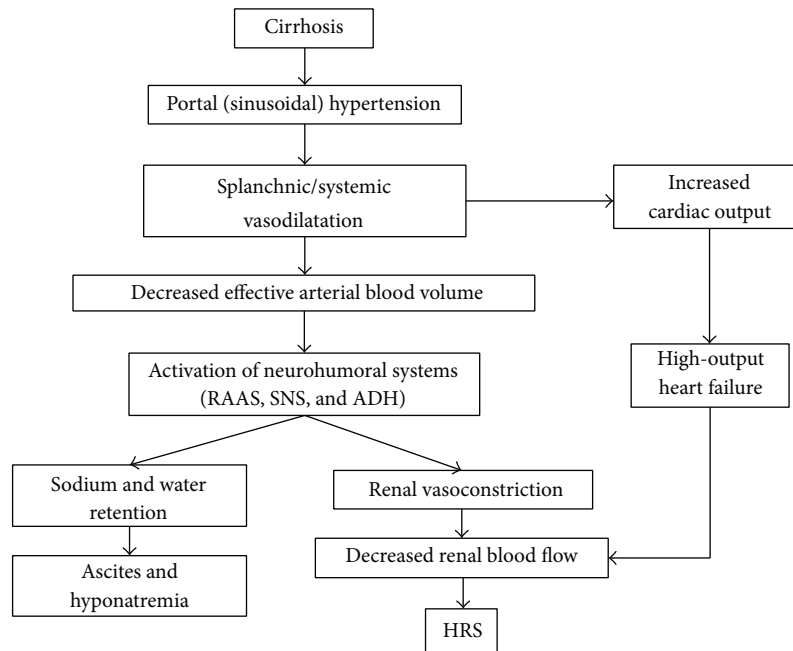 Cirrhosis
Portal (sinusoidal) hypertension
Splanchnic/systemic
vasodilatation
Increased
cardiac output
Decreased effective arterial blood volume
Activation of neurohumoral systems
(RAAS, SNS, and ADH)
High-output
heart failure
Sodium and water
retention
Renal vasoconstriction
Decreased renal blood flow
Ascites and
hyponatremia
HRS